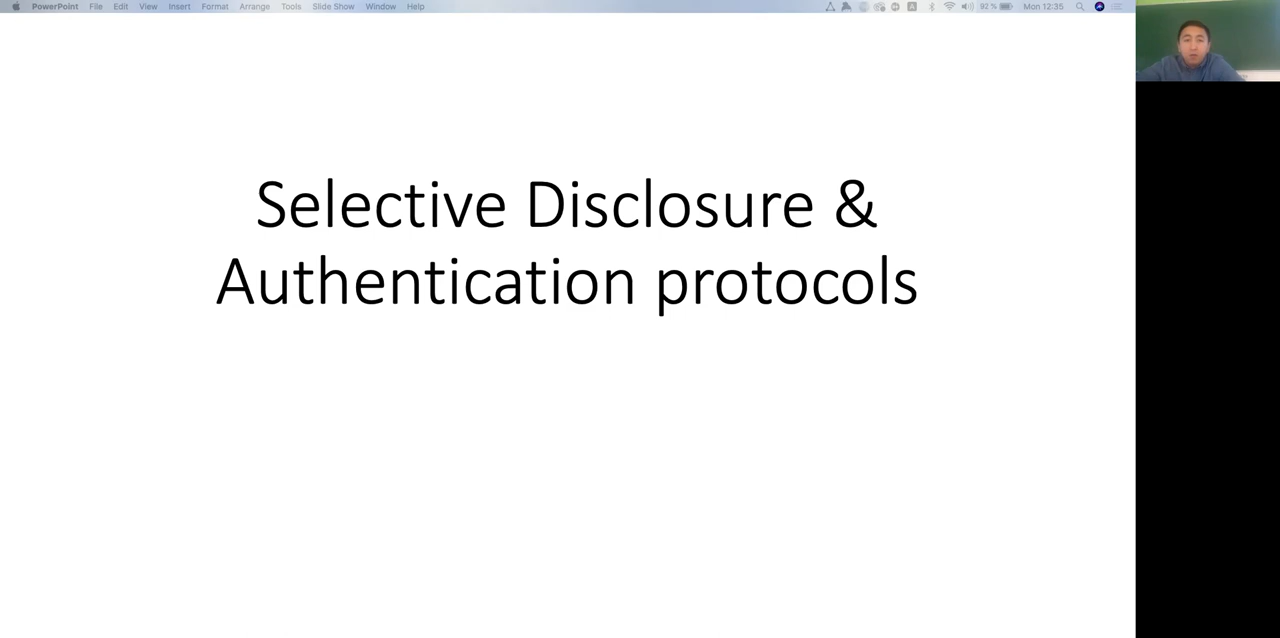 PowerPoint File Edit View Insert Format Arrange Tools Slide Show Window Help 92 % Mon 12:35
Selective Disclosure &
Authentication protocols